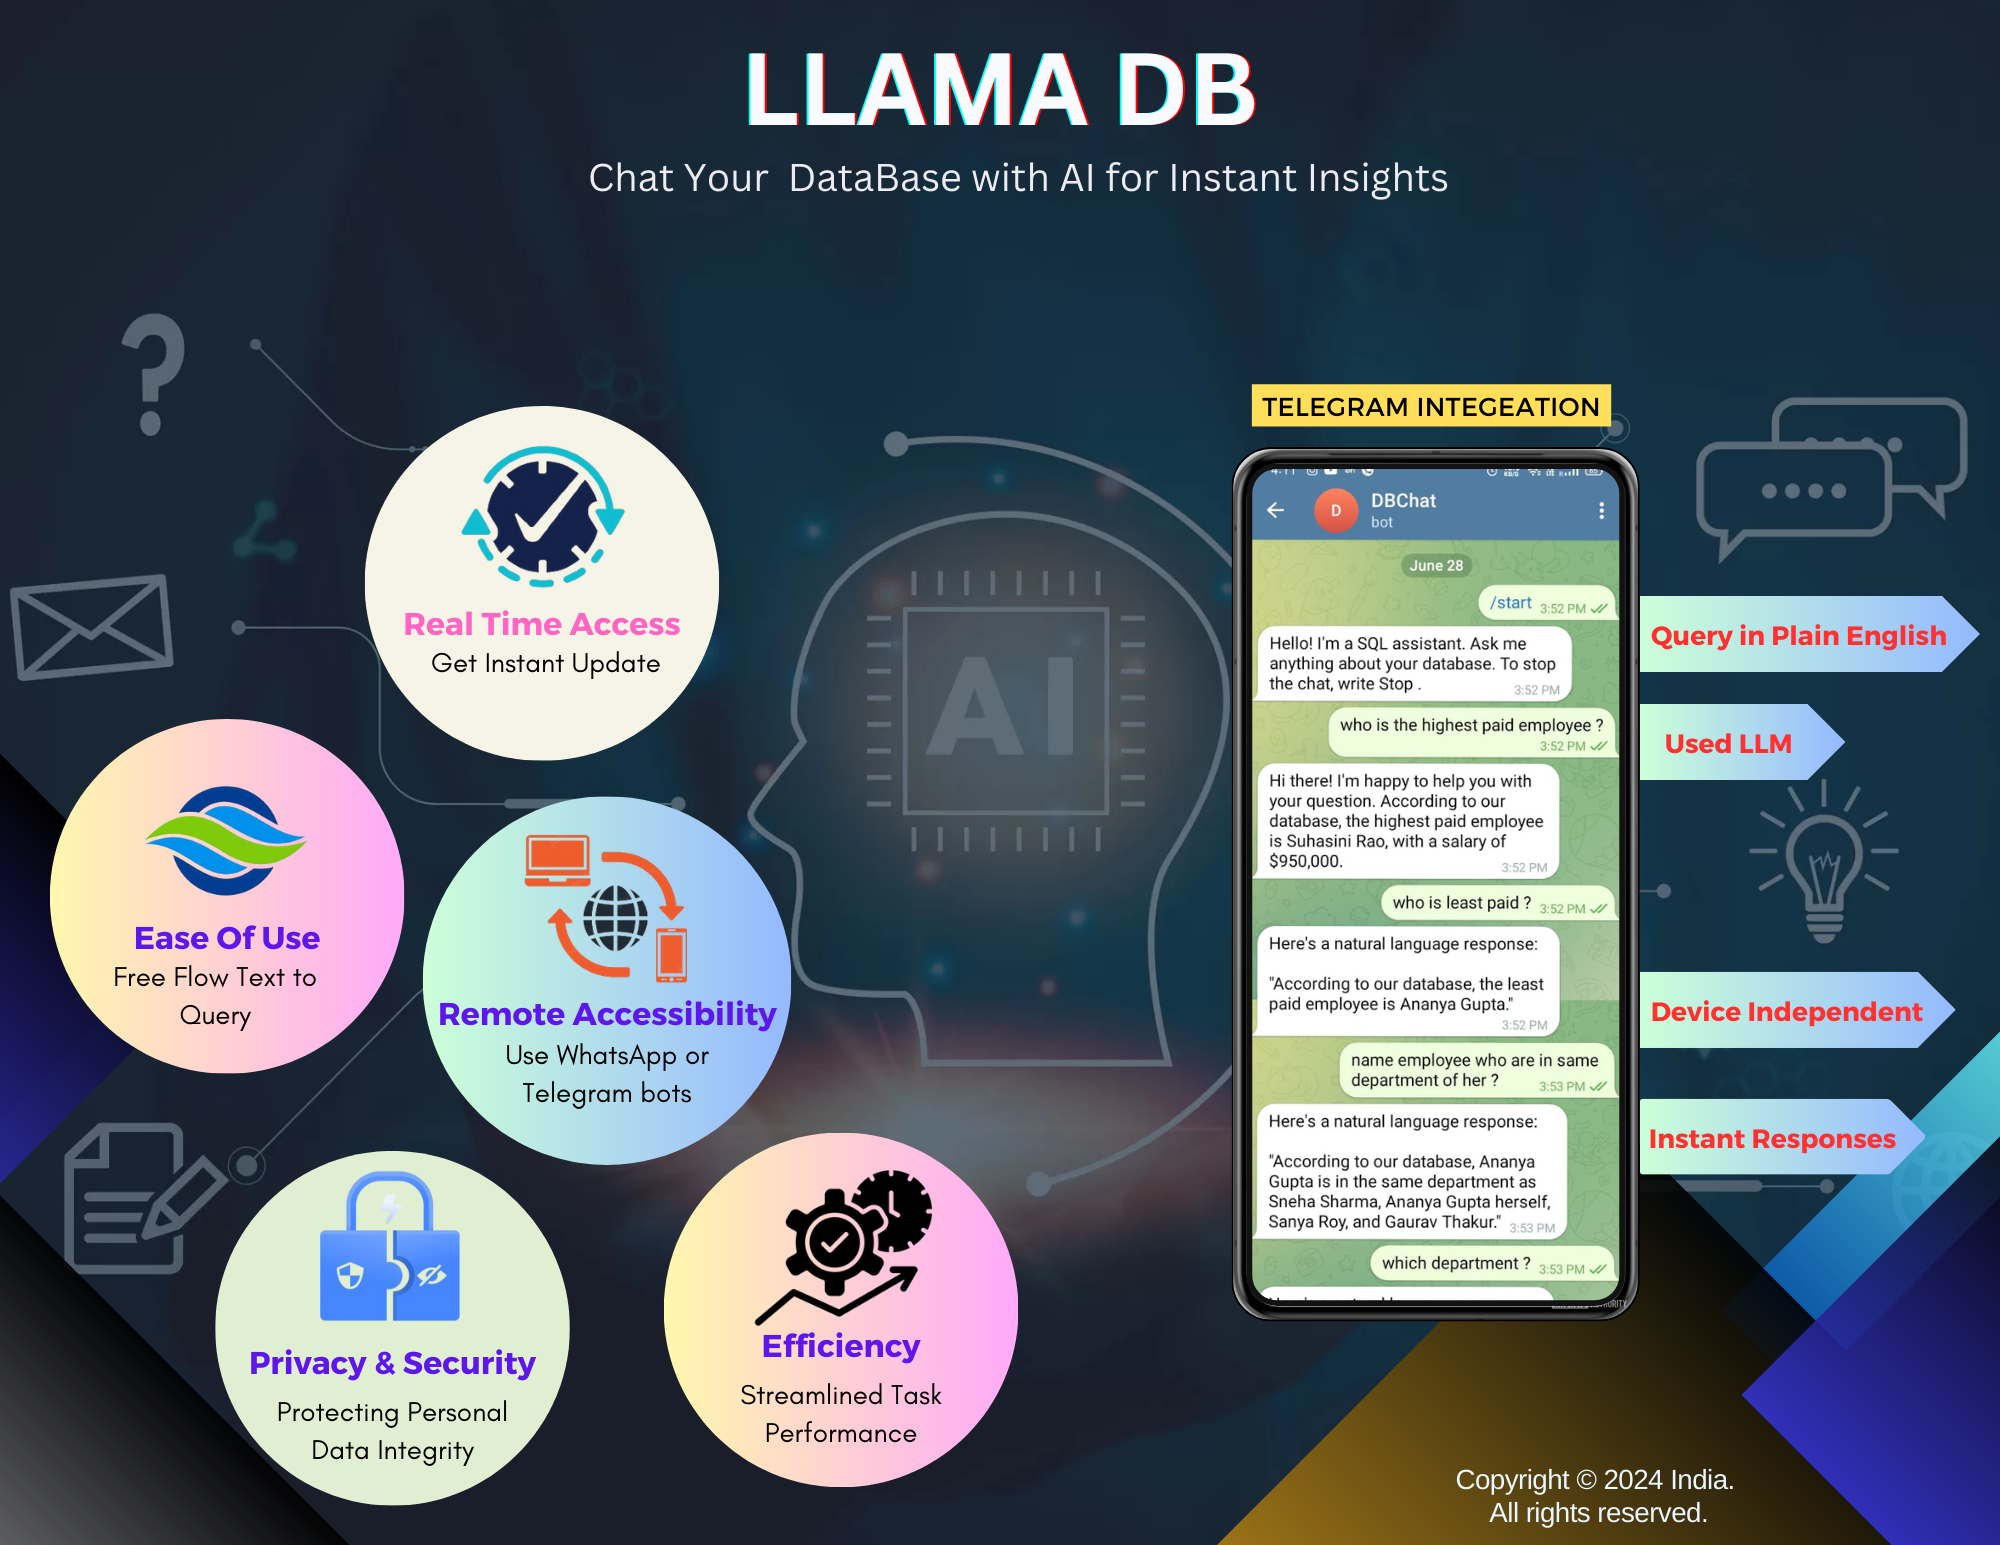 LLAMA DB
Chat Your DataBase with AI for Instant Insights
Real Time Access
Get Instant Update
Ease Of Use
Free Flow Text to
Query
Remote Accessibility
Use WhatsApp or
Telegram bots
Privacy & Security
Protecting Personal
Data Integrity
Efficiency
Streamlined Task
Performance
AI
TELEGRAM INTEGEATION
D
DBChat
bot
June 28
/start 3:52 PM
Hello! I'm a SQL assistant. Ask me
anything about your database. To stop
the chat, write Stop . 3:52 PM
who is the highest paid employee ?
3:52 PM
Hi there! I'm happy to help you with
your question. According to our
database, the highest paid employee
is Suhasini Rao, with a salary of
$950,000. 3:52 PM
who is least paid ? 3:52 PM
Here's a natural language response:
"According to our database, the least
paid employee is Ananya Gupta."
3:52 PM
name employee who are in same
department of her ? 3:53 PM
Here's a natural language response:
"According to our database, Ananya
Gupta is in the same department as
Sneha Sharma, Ananya Gupta herself,
Sanya Roy, and Gaurav Thakur." 3:53 PM
which department ? 3:53 PM
Query in Plain English
Used LLM
Device Independent
Instant Responses
Copyright © 2024 India.
All rights reserved.